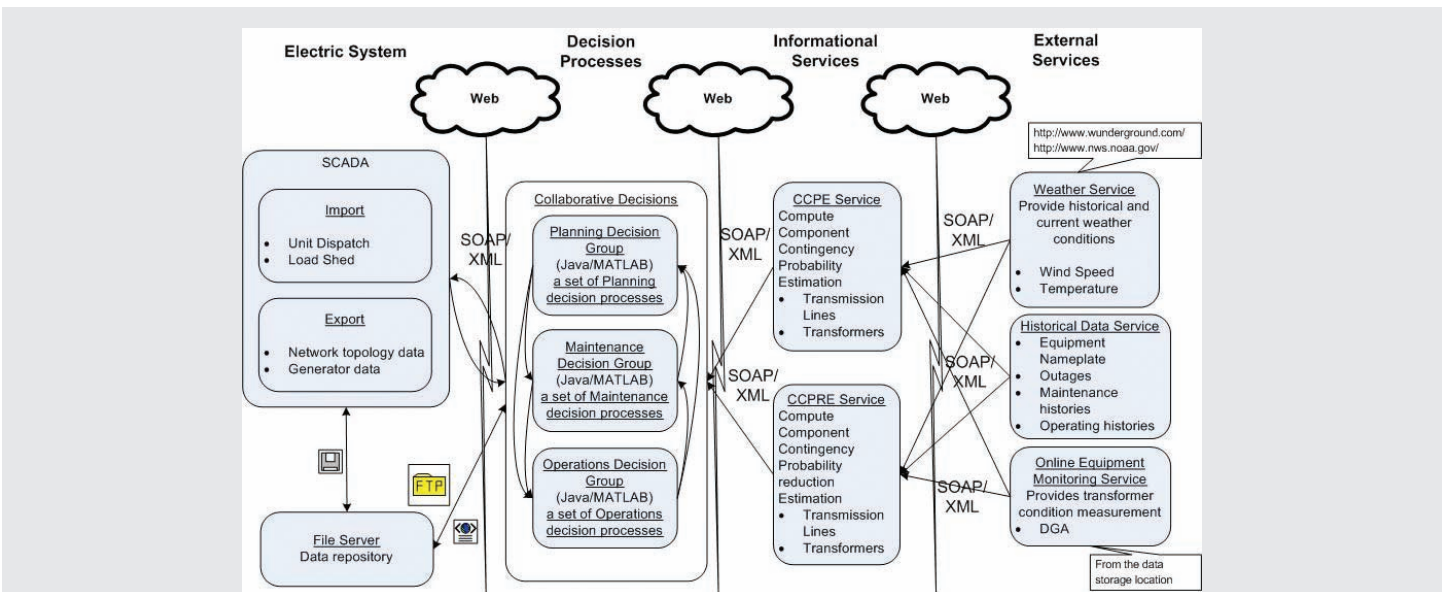 Electric System
Decision
Processes
Informational
Services
External
Services
Web
Web
Web
http://www.wunderground.com/
http://www.nws.noaa.gov/
SCADA
Import
• Unit Dispatch
• Load Shed
Export
• Network topology data
• Generator data
SOAP/
XML
File Server
Data repository
FTP
Collaborative Decisions
Planning Decision
Group
(Java/MATLAB)
a set of Planning
decision processes
Maintenance
Decision Group
(Java/MATLAB)
a set of Maintenance
decision processes
Operations Decision
Group
(Java/MATLAB)
a set of Operations
decision processes
SOAP/
XML
SOAP/
XML
CCPE Service
Compute
Component
Contingency
Probability
Estimation
• Transmission
Lines
• Transformers
CCPRE Service
Compute
Component
Contingency
Probability
reduction
Estimation
• Transmission
Lines
• Transformers
SOAP/
XML
SOAP/
XML
SOAP/
XML
Weather Service
Provide historical and
current weather
conditions
• Wind Speed
• Temperature
Historical Data Service
• Equipment
Nameplate
• Outages
• Maintenance
histories
• Operating histories
Online Equipment
Monitoring Service
Provides transformer
condition measurement
• DGA
From the data
storage location